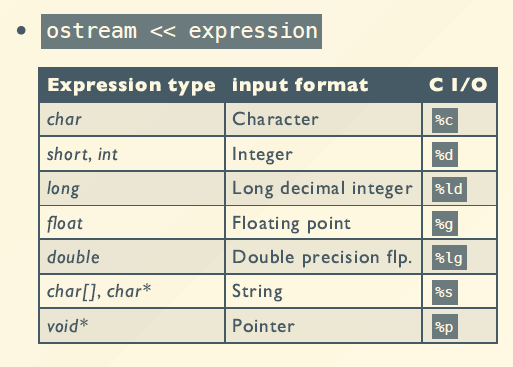 • ostream << expression
Expression type input format C I/O
char Character %c
short, int Integer %d
long Long decimal integer %ld
float Floating point %g
double Double precision flp. %lg
char[], char* String %s
void* Pointer %p